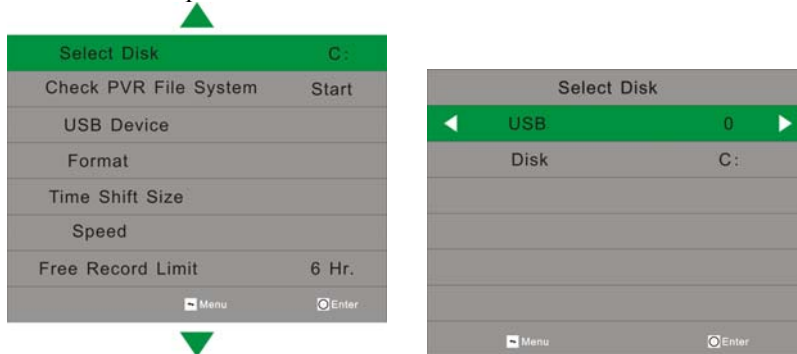 Select Disk C:
Check PVR File System Start
USB Device
Format
Time Shift Size
Speed
Free Record Limit 6 Hr.
Menu Enter
Select Disk
USB 0
Disk C:
Menu Enter